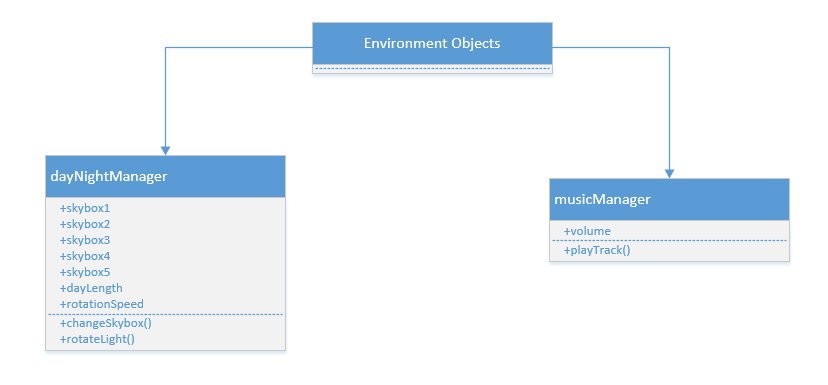 Environment Objects
dayNightManager
+skybox1
+skybox2
+skybox3
+skybox4
+skybox5
+dayLength
+rotationSpeed
+changeSkybox()
+rotateLight()
musicManager
+volume
+playTrack()